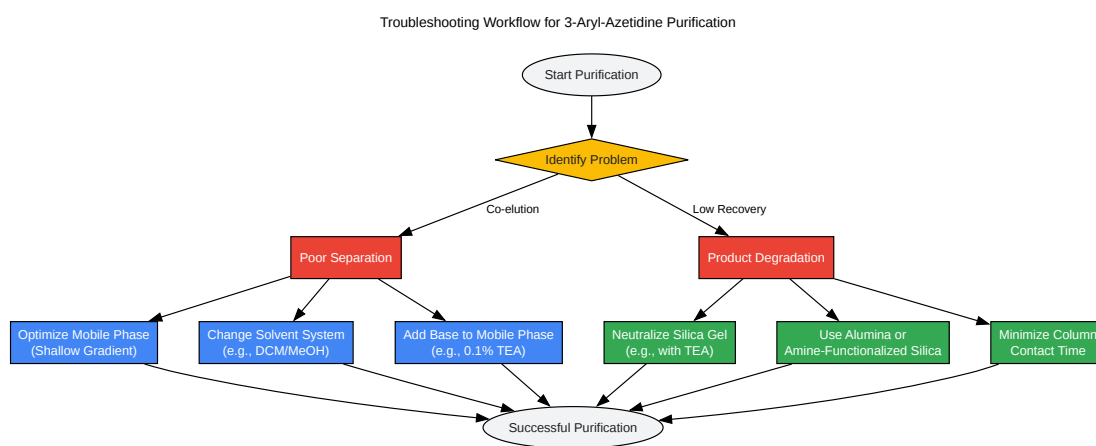 Troubleshooting Workflow for 3-Aryl-Azetidine Purification
Start Purification
Identify Problem
Co-elution
Low Recovery
Poor Separation
Product Degradation
Optimize Mobile Phase
(Shallow Gradient)
Change Solvent System
(e.g., DCM/MeOH)
Add Base to Mobile Phase
(e.g., 0.1% TEA)
Neutralize Silica Gel
(e.g., with TEA)
Use Alumina or
Amine-Functionalized Silica
Minimize Column
Contact Time
Successful Purification